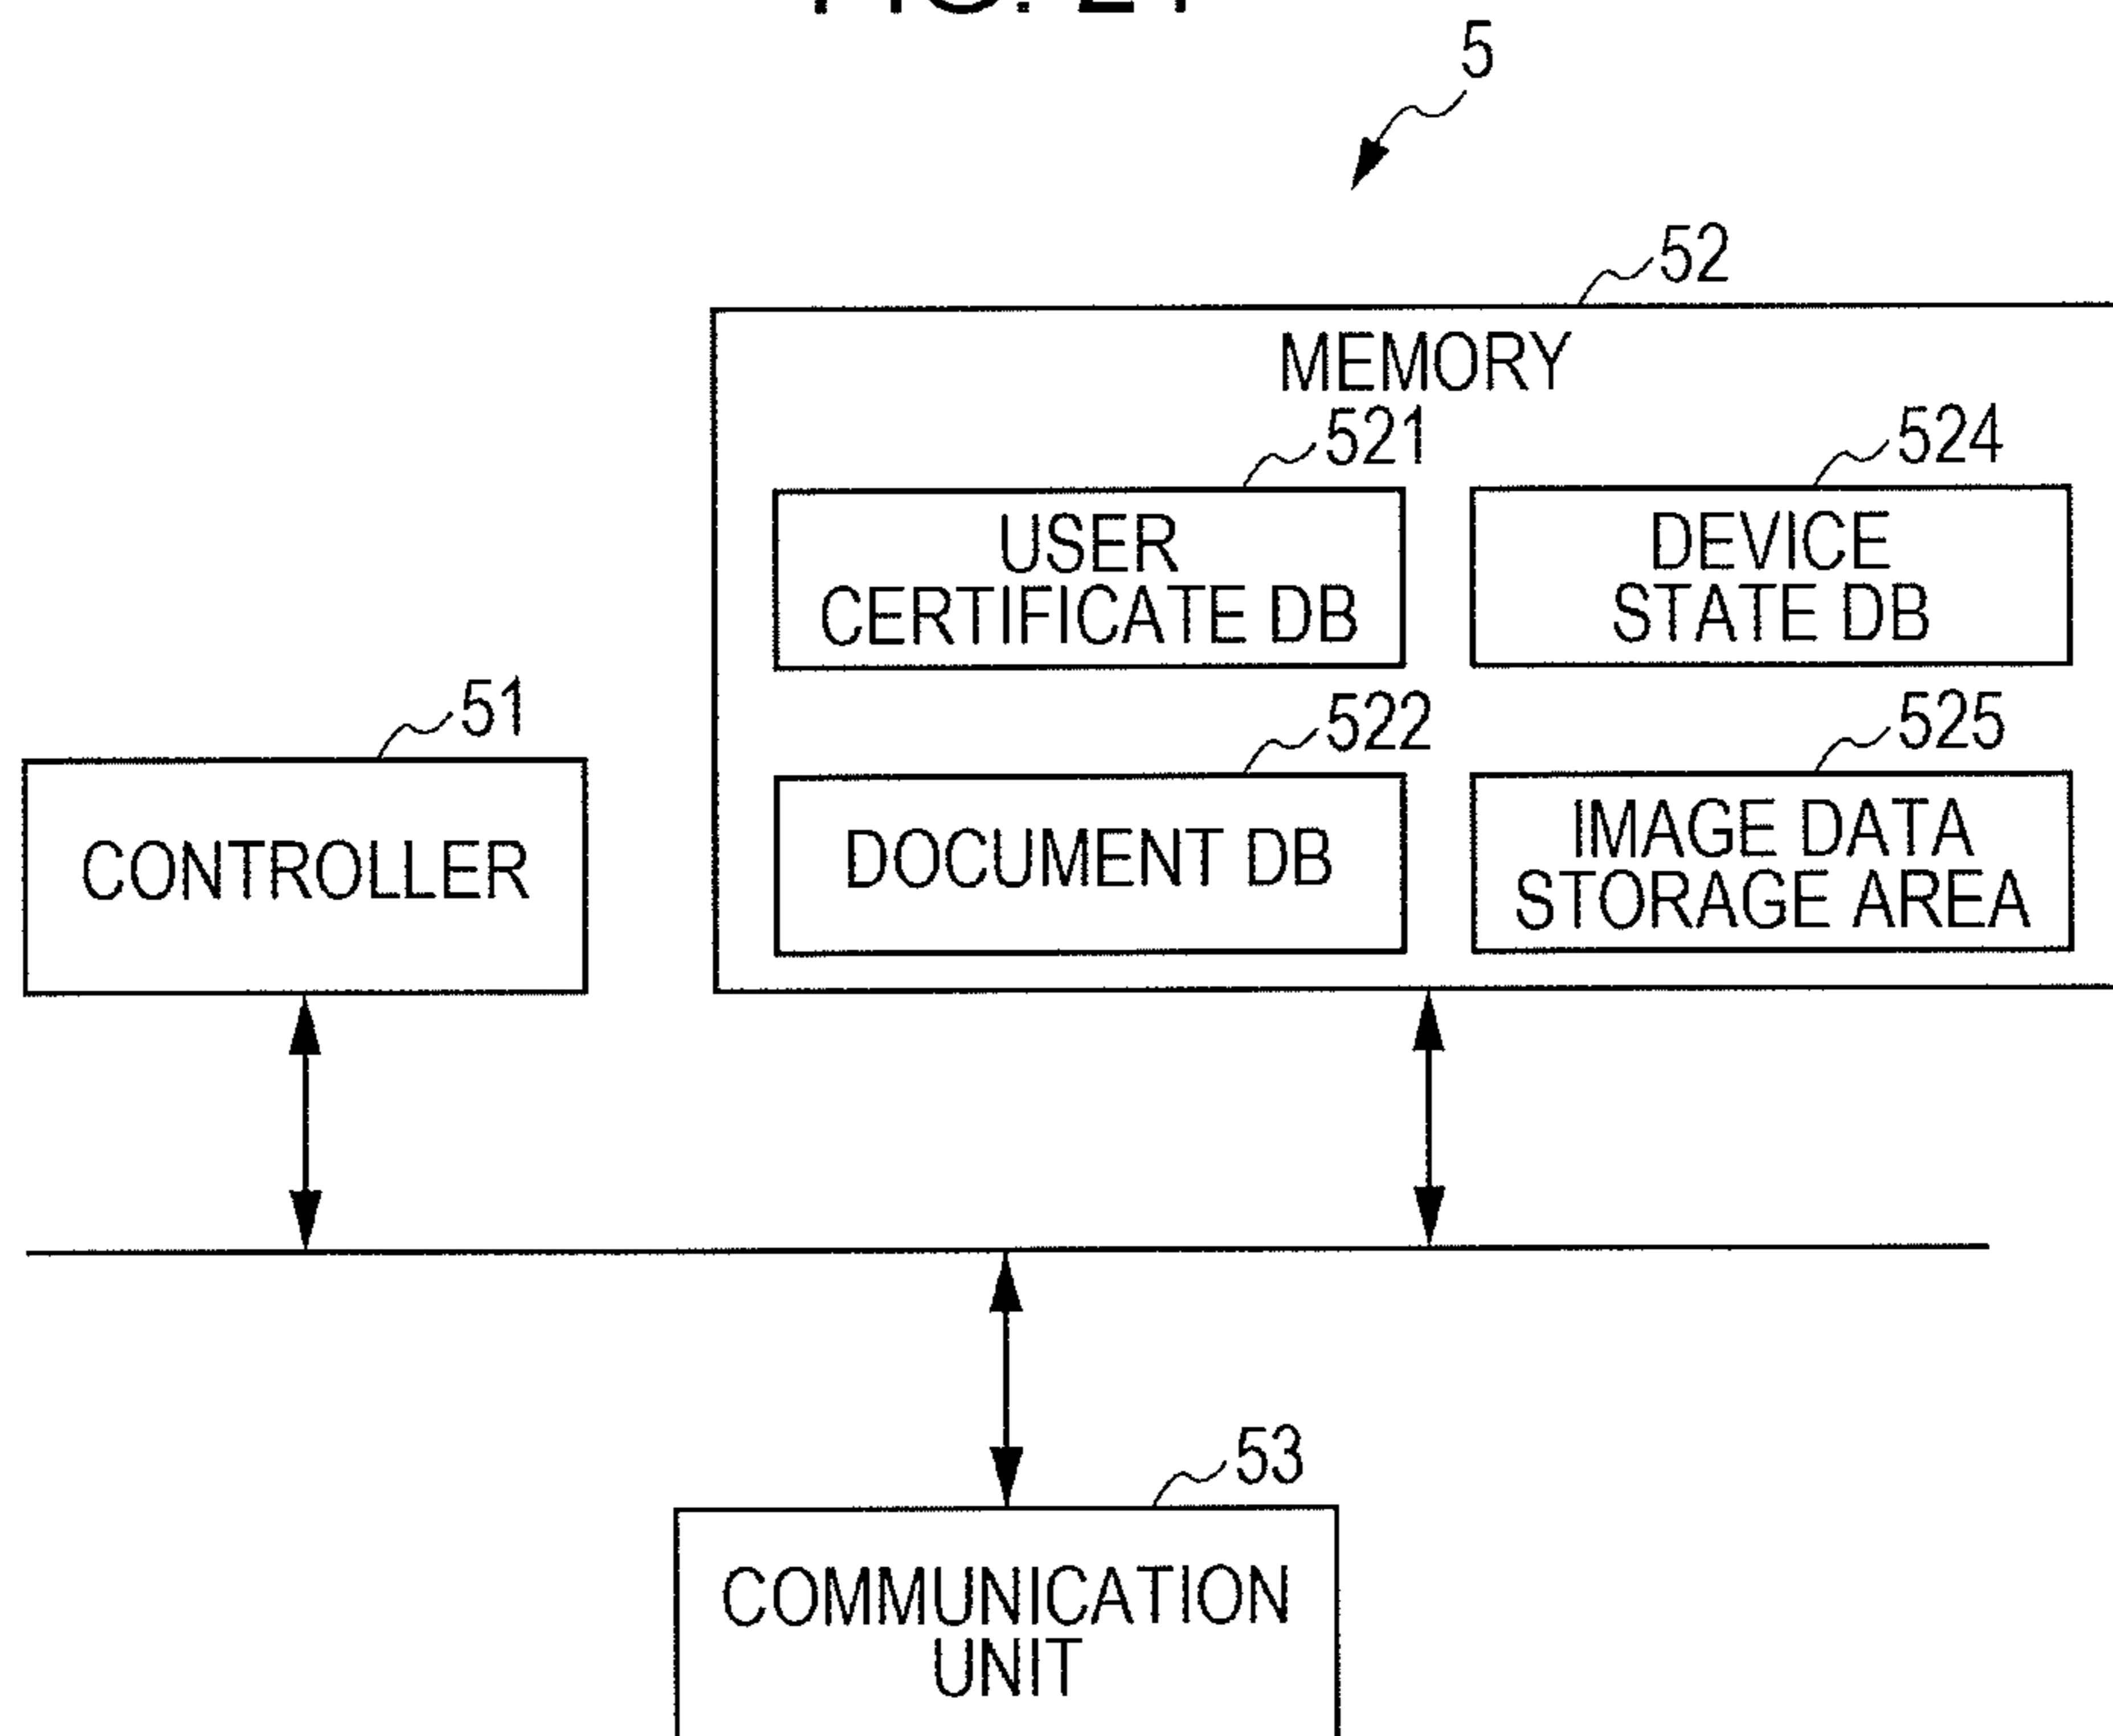 5
52
MEMORY
521
524
USER
CERTIFICATE DB
DEVICE
STATE DB
51
522
525
CONTROLLER
DOCUMENT DB
IMAGE DATA
STORAGE AREA
53
COMMUNICATION
UNIT